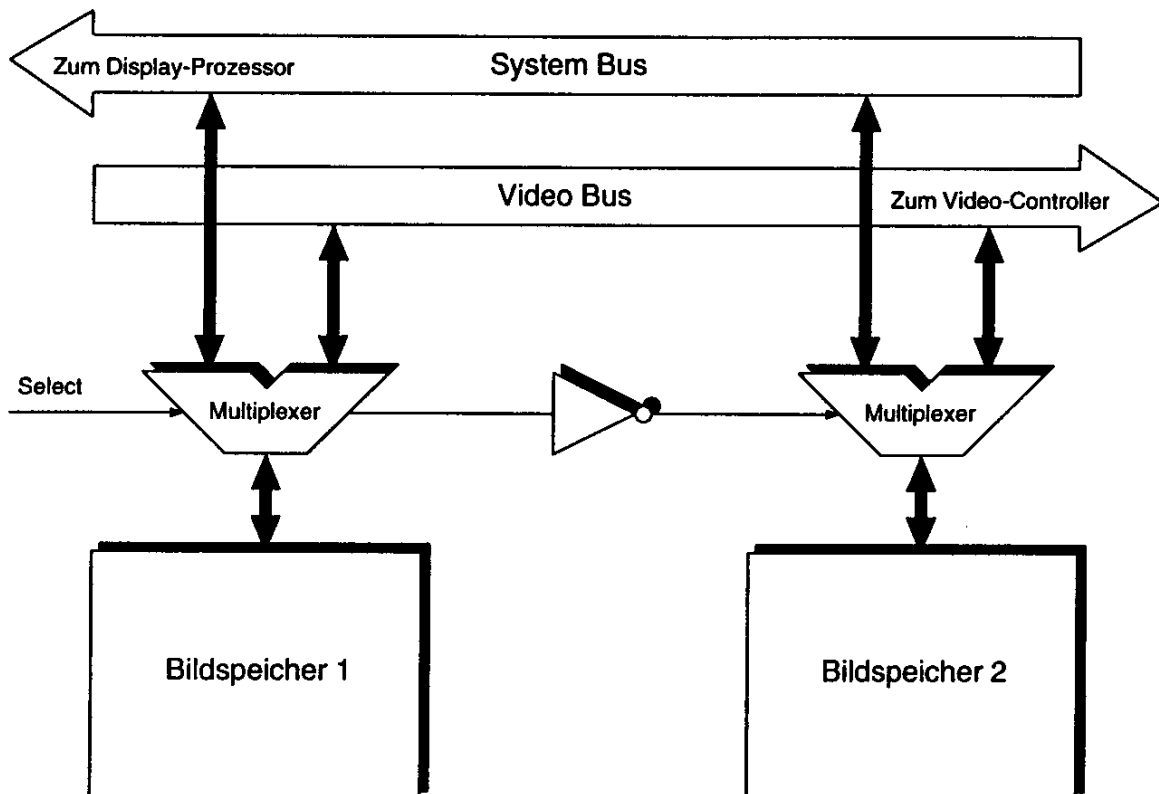 Zum Display-Prozessor
System Bus
Video Bus
Zum Video-Controller
Select
Multiplexer
Multiplexer
Bildspeicher 1
Bildspeicher 2